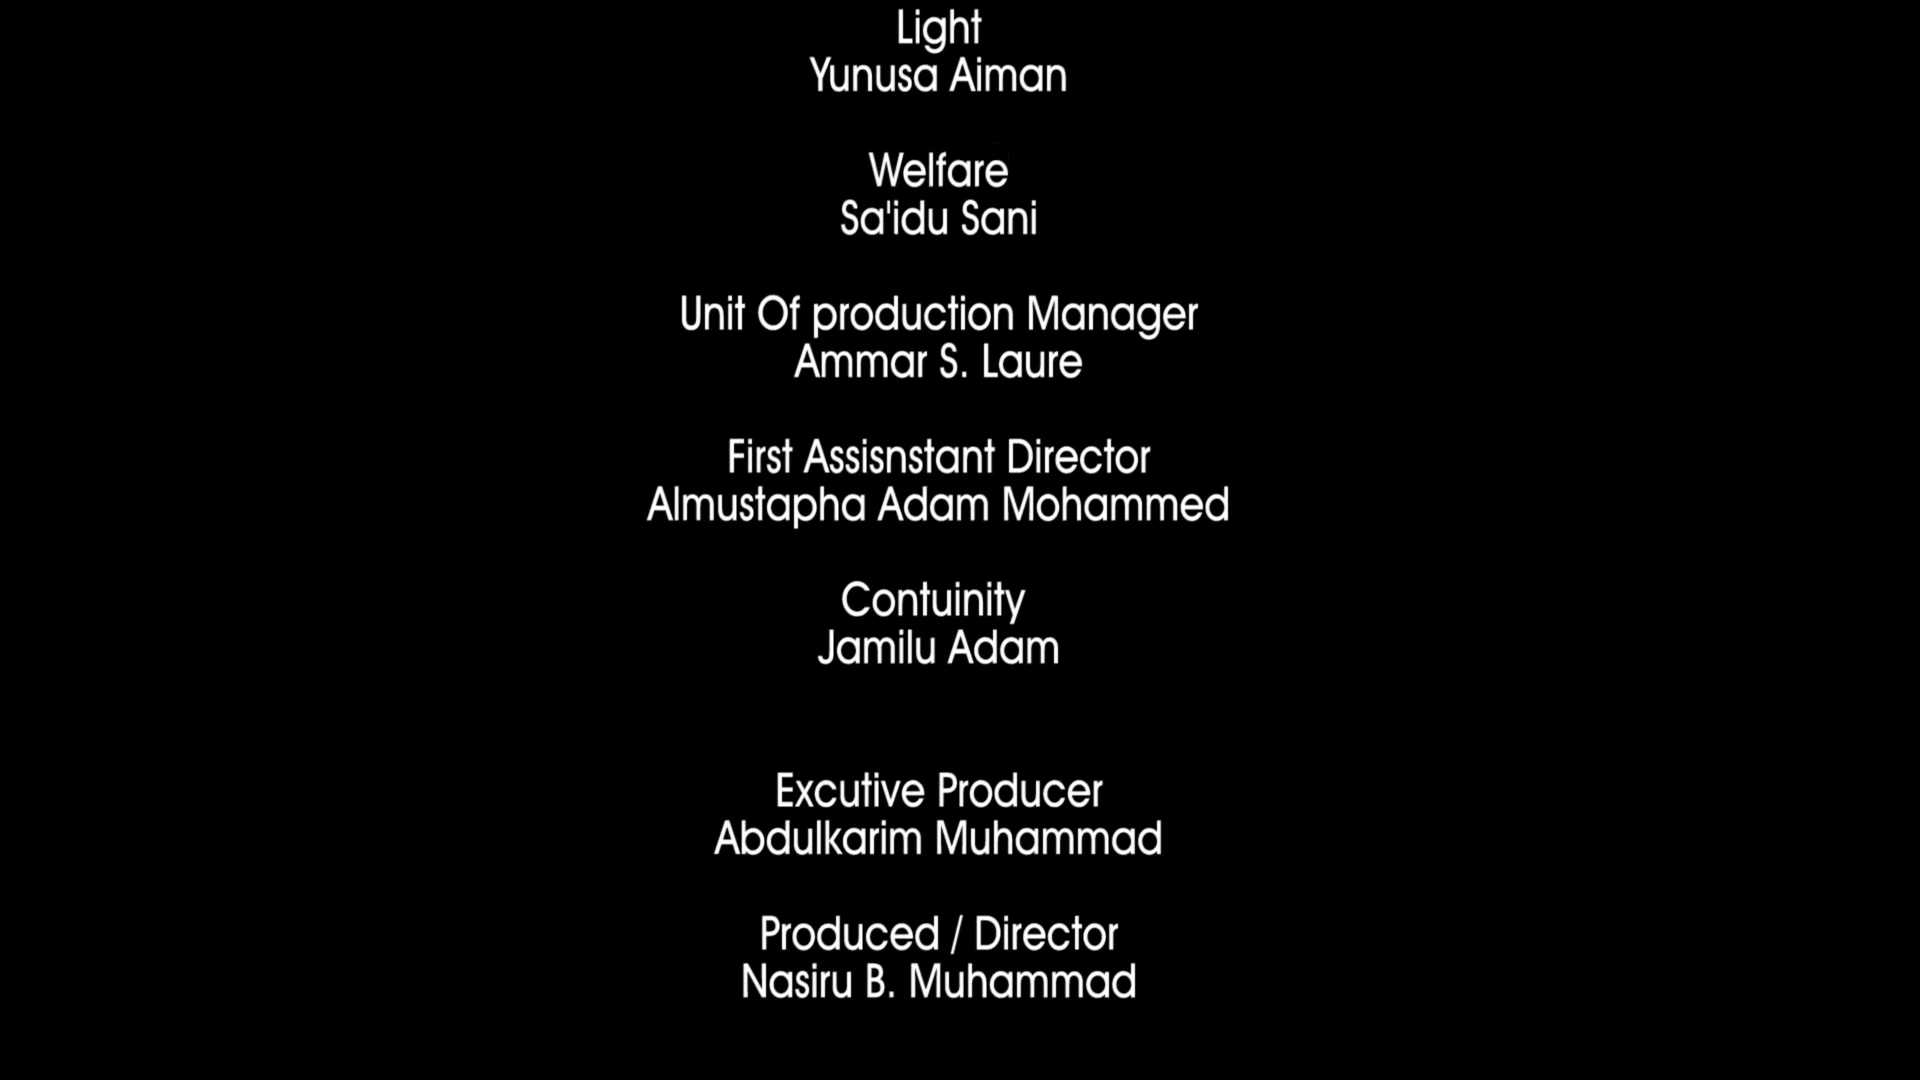 Light
Yunusa Aiman
Welfare
Sa'idu Sani
Unit Of production Manager
Ammar S. Laure
First Assisnstant Director
Almustapha Adam Mohammed
Contuinity
Jamilu Adam
Excutive Producer
Abdulkarim Muhammad
Produced / Director
Nasiru B. Muhammad